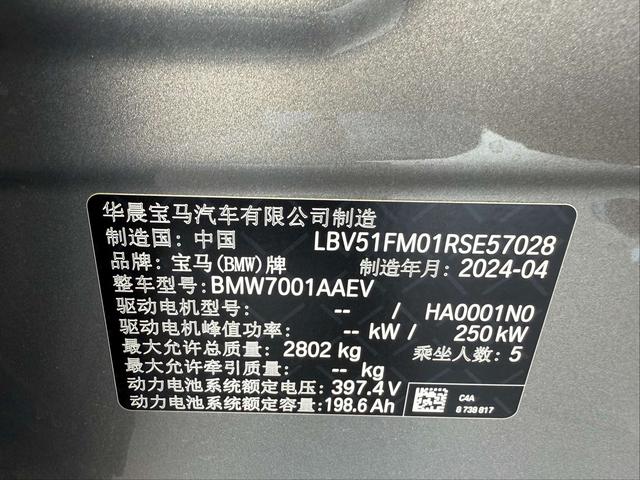 华晨宝马汽车有限公司制造
制造国: 中国 LBV51FM01RSE57028
品牌: 宝马(BMW)牌 制造年月: 2024-04
整车型号: BMW7001AAEV
驱动电机型号: -- / HA0001N0
驱动电机峰值功率: -- kW / 250 kW
最大允许总质量: 2802 kg 乘坐人数: 5
最大允许牵引质量: -- kg
动力电池系统额定电压: 397.4 V
动力电池系统额定容量: 198.6 Ah
C4A
8 738 817